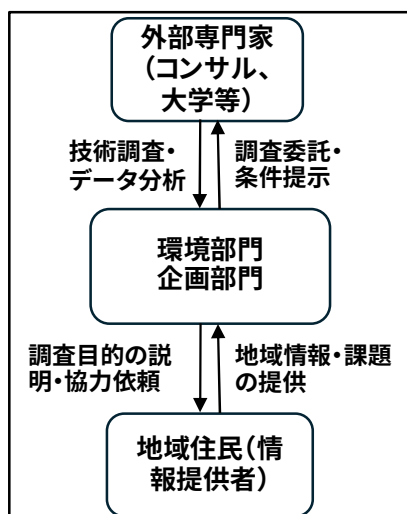 外部専門家
(コンサル、
大学等)
技術調査・
データ分析
調査委託・
条件提示
環境部門
企画部門
調査目的の説
明・協力依頼
地域情報・課題
の提供
地域住民(情
報提供者)